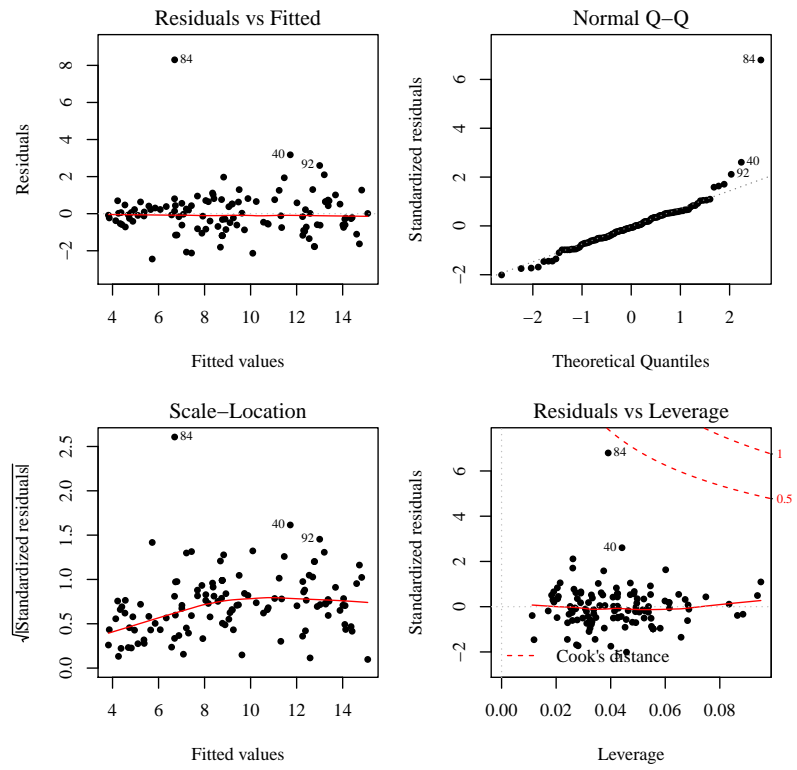 Residuals vs Fitted
Residuals
8
6
4
2
0
−2
84
40
92
4 6 8 10 12 14
Fitted values
Normal Q−Q
Standardized residuals
6
4
2
0
−2
84
40
92
−2 −1 0 1 2
Theoretical Quantiles
Scale−Location
√|Standardized residuals|
2.5
2.0
1.5
1.0
0.5
0.0
84
40
92
4 6 8 10 12 14
Fitted values
Residuals vs Leverage
Standardized residuals
6
4
2
0
−2
84
40
1
0.5
Cook's distance
0.00 0.02 0.04 0.06 0.08
Leverage